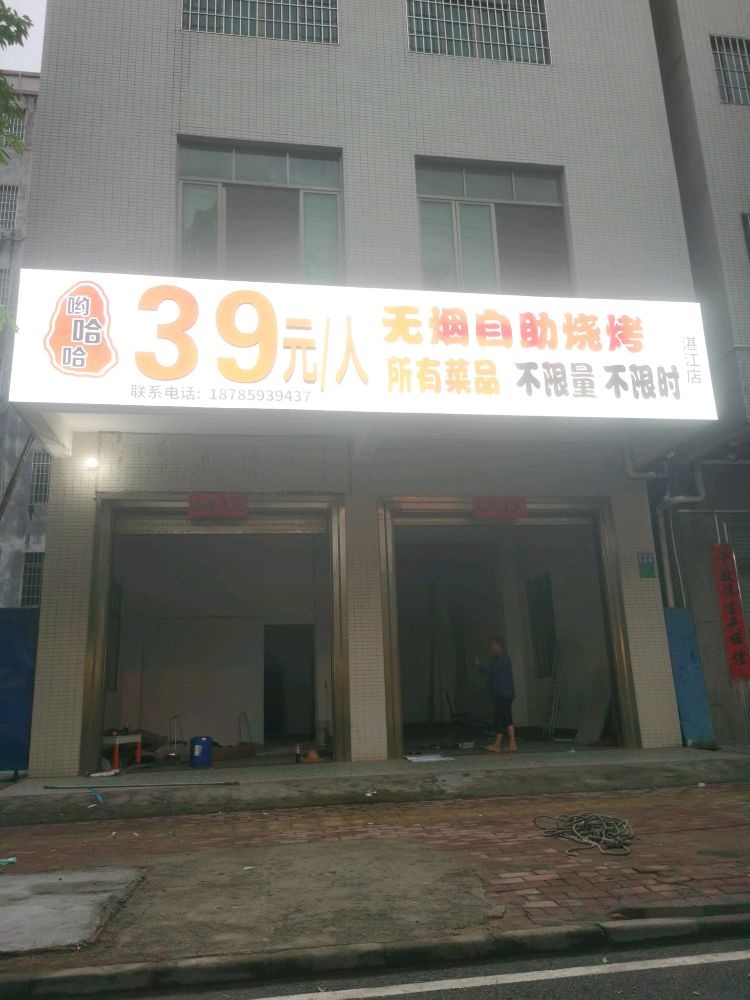 哟
哈
哈
39元/人
联系电话: 18785939437
无烟自助烧烤
所有菜品 不限量 不限时
湛江店